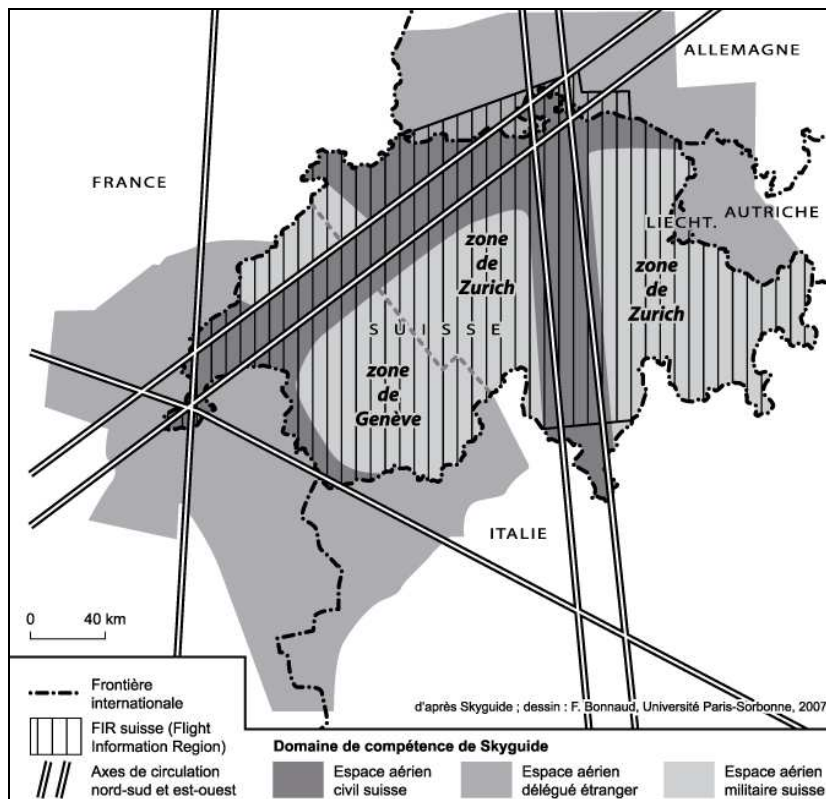 ALLEMAGNE
FRANCE
LIECHT.
AUTRICHE
zone
de
Zurich
zone
de
Zurich
SUISSE
zone
de
Genève
ITALIE
0 40 km
d'après Skyguide ; dessin : F. Bonnaud, Université Paris-Sorbonne, 2007
Frontière
internationale
FIR suisse (Flight
Information Region)
Axes de circulation
nord-sud et est-ouest
Domaine de compétence de Skyguide
Espace aérien
civil suisse
Espace aérien
délégué étranger
Espace aérien
militaire suisse